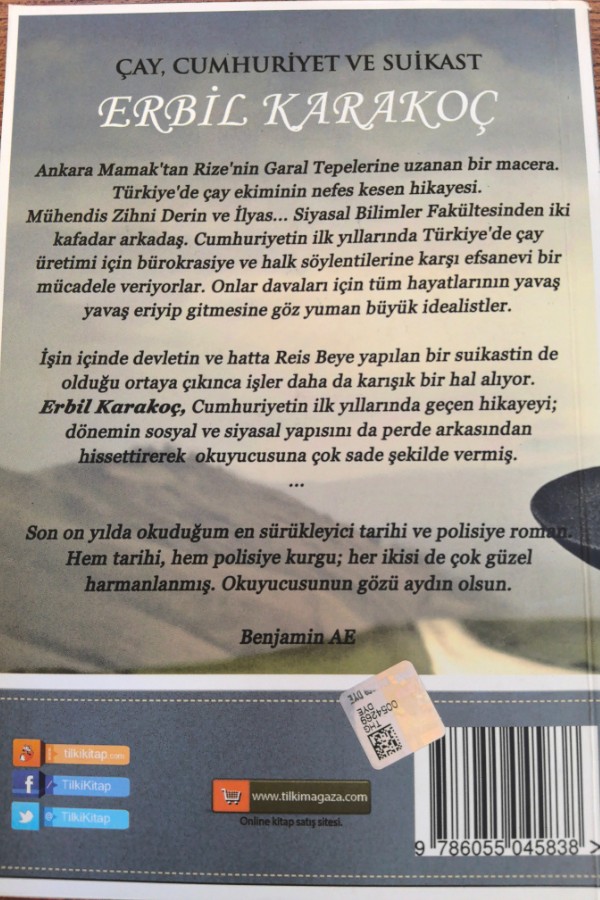 ÇAY, CUMHURİYET VE SUİKAST
ERBİL KARAKOÇ
Ankara Mamak'tan Rize'nin Garal Tepelerine uzanan bir macera.
Türkiye'de çay ekiminin nefes kesen hikayesi.
Mühendis Zihni Derin ve İlyas... Siyasal Bilimler Fakültesinden iki
kafadar arkadaş. Cumhuriyetin ilk yıllarında Türkiye'de çay
üretimi için bürokrasiye ve halk söylentilerine karşı efsanevi bir
mücadele veriyorlar. Onlar davaları için tüm hayatlarının yavaş
yavaş eriyip gitmesine göz yuman büyük idealistler.
İşin içinde devletin ve hatta Reis Beye yapılan bir suikastin de
olduğu ortaya çıkınca işler daha da karışık bir hal alıyor.
Erbil Karakoç, Cumhuriyetin ilk yıllarında geçen hikayeyi;
dönemin sosyal ve siyasal yapısını da perde arkasından
hissettirerek okuyucusuna çok sade şekilde vermiş.
...
Son on yılda okuduğum en sürükleyici tarihi ve polisiye roman.
Hem tarihi, hem polisiye kurgu; her ikisi de çok güzel
harmanlanmış. Okuyucusunun gözü aydın olsun.
Benjamin AE
tilkikitap.com
TilkiKitap
TilkiKitap
www.tilkimagaza.com
Online kitap satış sitesi.
THG
DYE
9 786055 045838 >